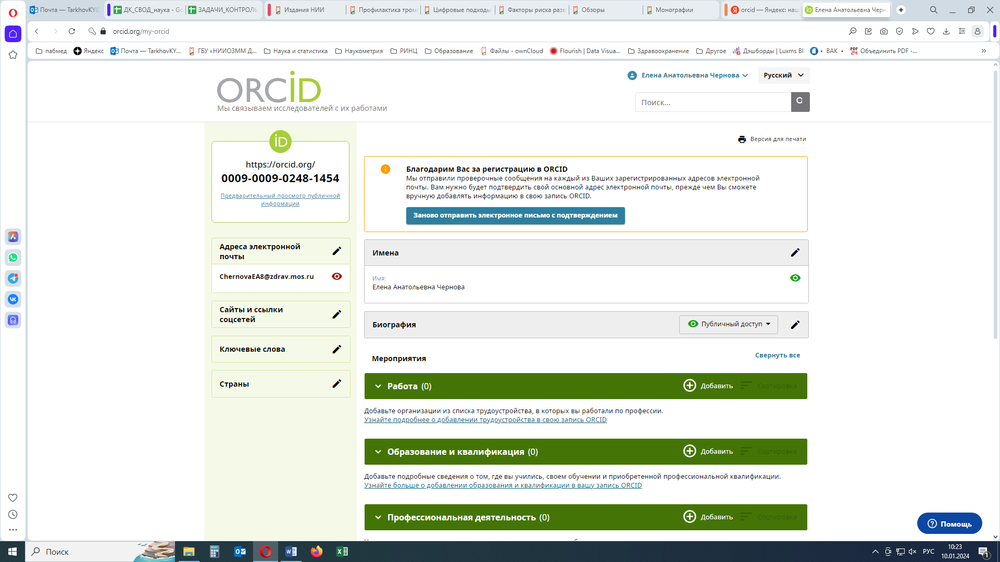 Почта — TarkhovKY@
ДК_СВОД_наука - Go
ЗАДАЧИ_КОНТРОЛЬ
Издания НИИ
Профилактика тром
Цифровые подходы
Факторы риска разв
Обзоры
Монографии
orcid — Яндекс: наш
Елена Анатольевна Черн
orcid.org/my-orcid
пабмед
Яндекс
Почта — TarkhovKY...
ГБУ «НИИОЗММ Д...
Наука и статистика
Наукометрия
РИНЦ
Образование
Файлы - ownCloud
Flourish | Data Visua...
Здравоохранение
Другое
Дэшборды | Luxms BI
• ВАК •
Объединить PDF -...
»
ORCiD
Мы связываем исследователей с их работами
Елена Анатольевна Чернова
Русский
Поиск...
iD
https://orcid.org/
0009-0009-0248-1454
Предварительный просмотр публичной
информации
Адреса электронной
почты
ChernovaEA8@zdrav.mos.ru
Сайты и ссылки
соцсетей
Ключевые слова
Страны
Версия для печати
Благодарим Вас за регистрацию в ORCID
Мы отправили проверочные сообщения на каждый из Ваших зарегистрированных адресов электронной
почты. Вам нужно будет подтвердить свой основной адрес электронной почты, прежде чем Вы сможете
вручную добавлять информацию в свою запись ORCID.
Заново отправить электронное письмо с подтверждением
Имена
Имя:
Елена Анатольевна Чернова
Биография
Публичный доступ
Мероприятия
Свернуть все
Работа (0)
Добавить
Сортировка
Добавьте организации из списка трудоустройства, в которых вы работали по профессии.
Узнайте подробнее о добавлении трудоустройства в свою запись ORCID
Образование и квалификация (0)
Добавить
Сортировка
Добавьте подробные сведения о том, где вы учились, своем обучении и приобретенной профессиональной квалификации.
Узнайте больше о добавлении образования и квалификации в вашу запись ORCID
Профессиональная деятельность (0)
Добавить
Сортировка
Помощь
Поиск
РУС
10:23
10.01.2024
1